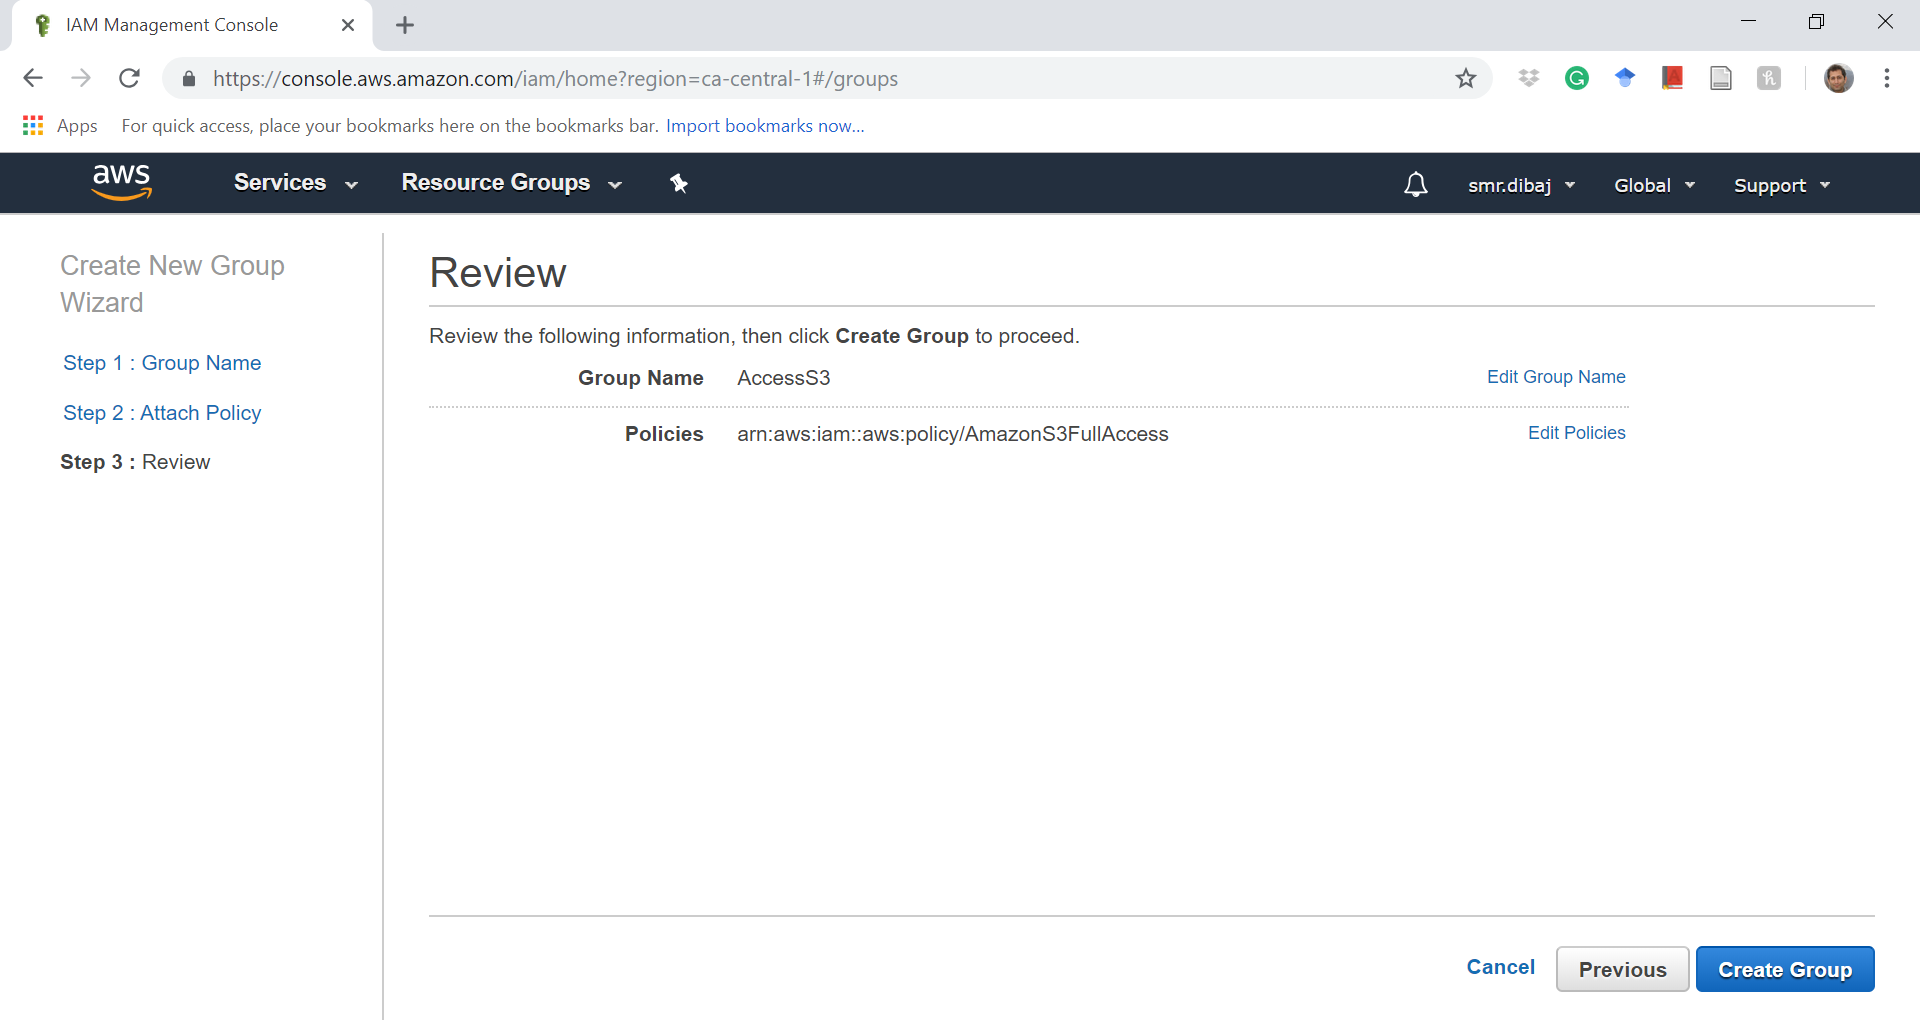 IAM Management Console
https://console.aws.amazon.com/iam/home?region=ca-central-1#/groups
Apps For quick access, place your bookmarks here on the bookmarks bar. Import bookmarks now...
aws Services Resource Groups smr.dibaj Global Support
Create New Group
Wizard
Step 1 : Group Name
Step 2 : Attach Policy
Step 3 : Review
Review
Review the following information, then click Create Group to proceed.
Group Name AccessS3 Edit Group Name
Policies arn:aws:iam::aws:policy/AmazonS3FullAccess Edit Policies
Cancel Previous Create Group